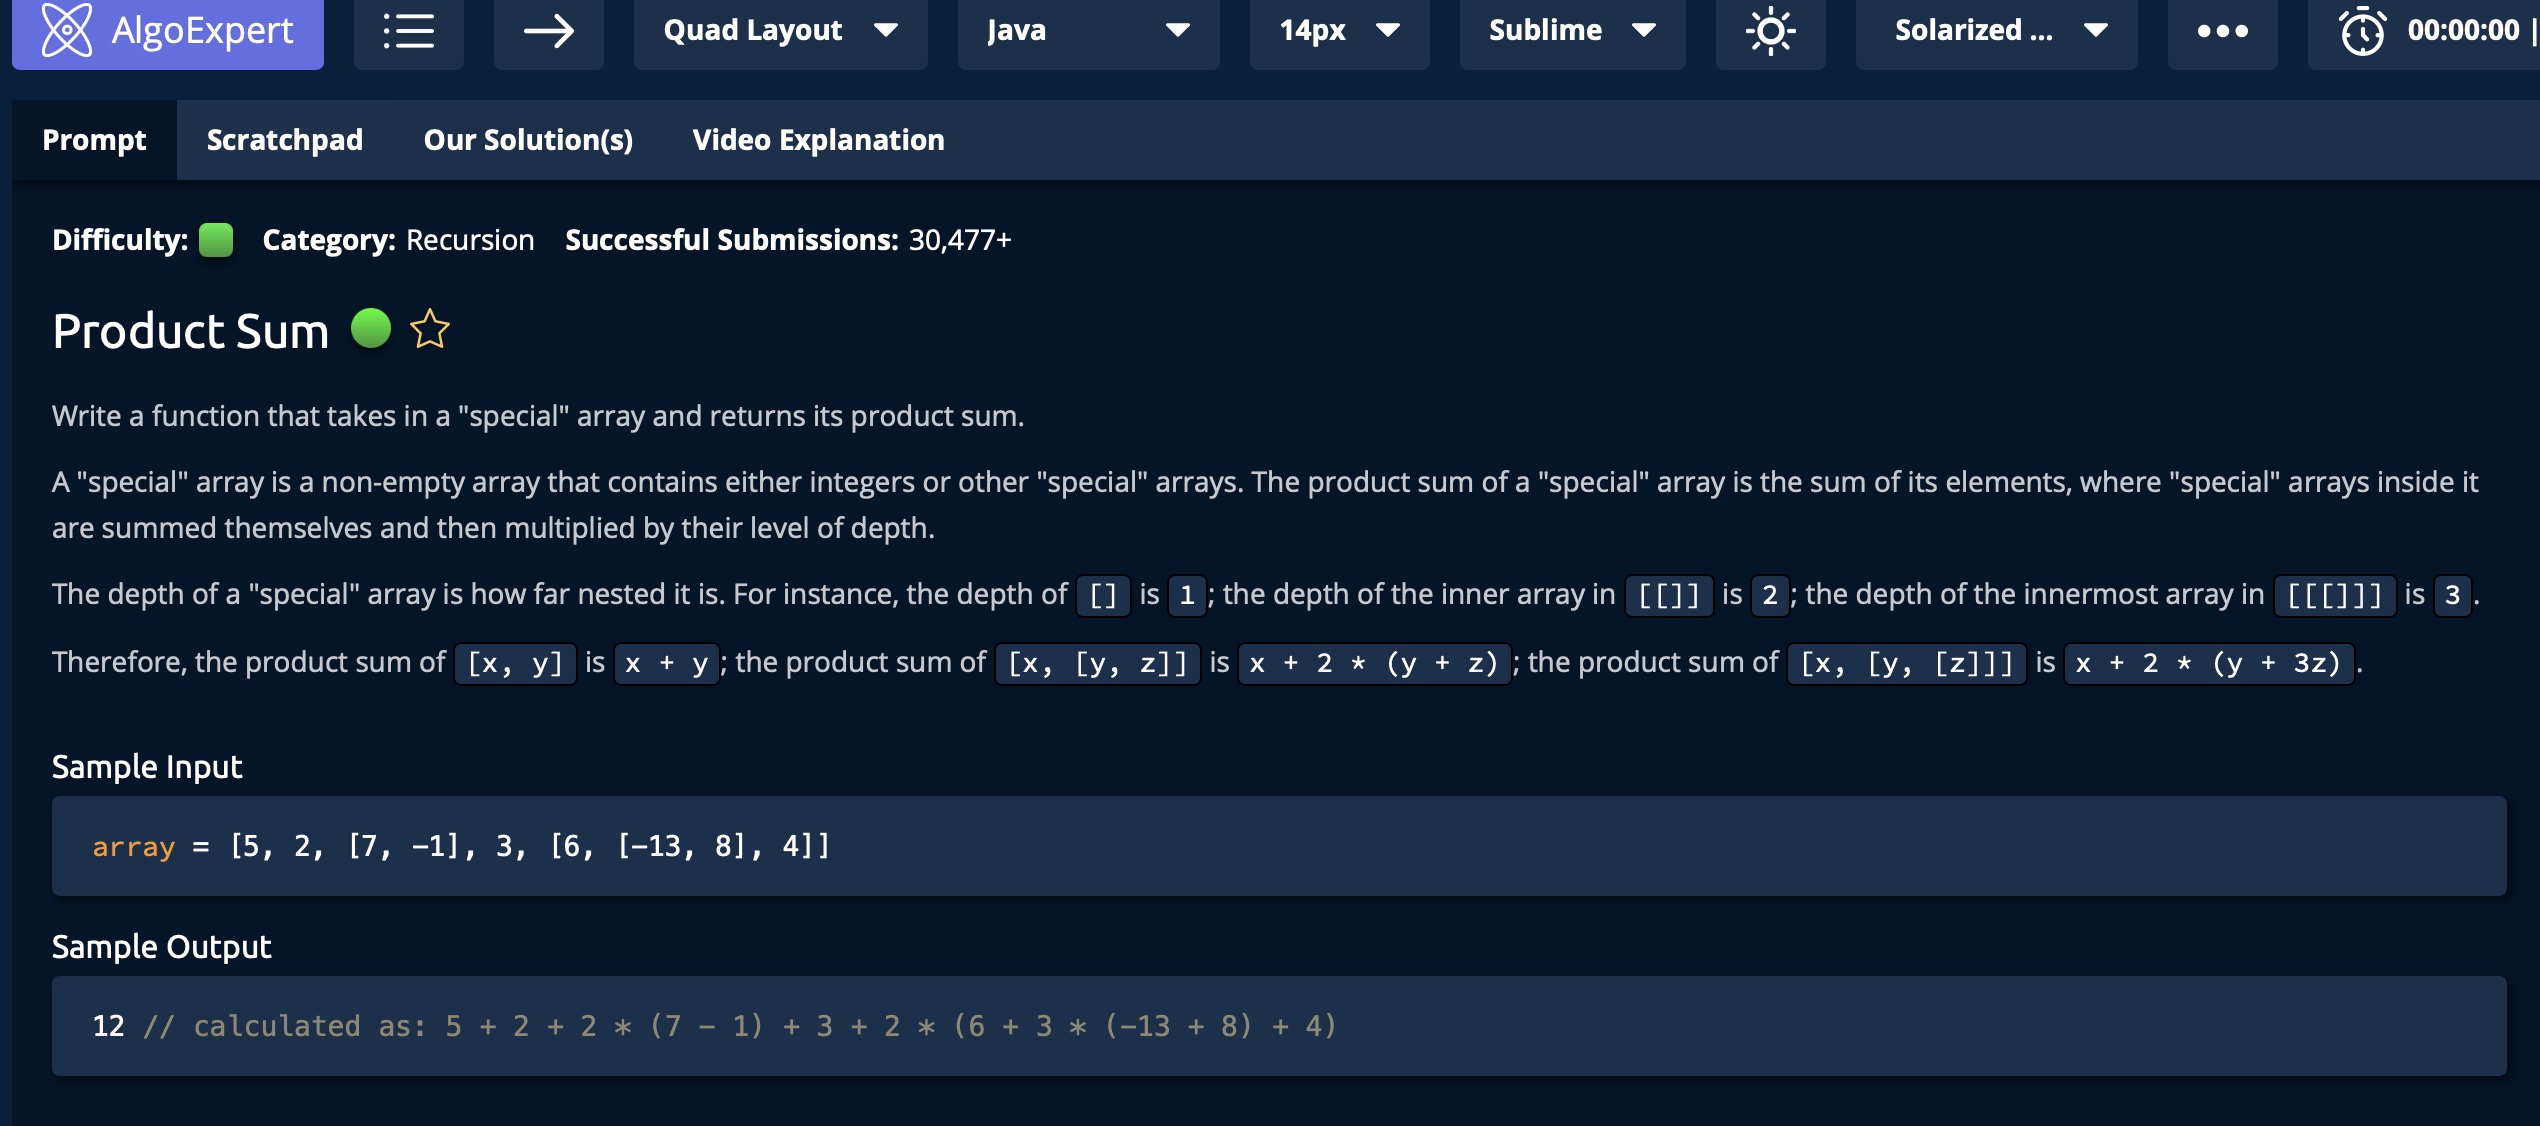 AlgoExpert Quad Layout Java 14px Sublime Solarized ... 00:00:00
Prompt Scratchpad Our Solution(s) Video Explanation
Difficulty: Category: Recursion Successful Submissions: 30,477+
Product Sum
Write a function that takes in a "special" array and returns its product sum.
A "special" array is a non-empty array that contains either integers or other "special" arrays. The product sum of a "special" array is the sum of its elements, where "special" arrays inside it
are summed themselves and then multiplied by their level of depth.
The depth of a "special" array is how far nested it is. For instance, the depth of [] is 1; the depth of the inner array in [[]] is 2; the depth of the innermost array in [[[]]] is 3.
Therefore, the product sum of [x, y] is x + y; the product sum of [x, [y, z]] is x + 2 * (y + z); the product sum of [x, [y, [z]]] is x + 2 * (y + 3z).
Sample Input
array = [5, 2, [7, -1], 3, [6, [-13, 8], 4]]
Sample Output
12 // calculated as: 5 + 2 + 2 * (7 - 1) + 3 + 2 * (6 + 3 * (-13 + 8) + 4)